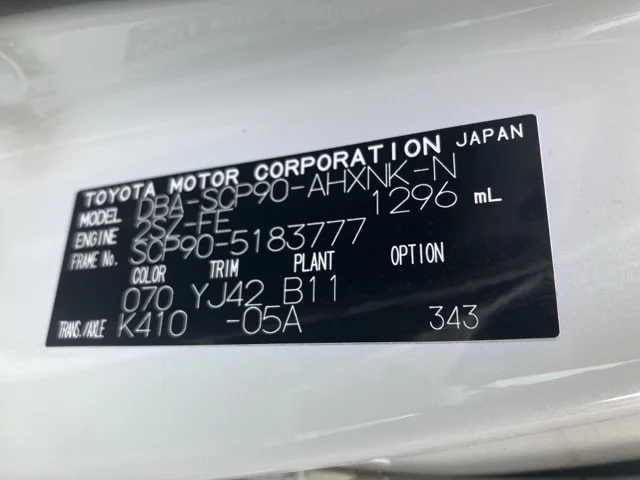 TOYOTA MOTOR CORPORATION JAPAN
MODEL DBA-SCP90-AHXNK-N
ENGINE 2SZ-FE 1296 mL
FRAME No. SCP90-5183777
COLOR TRIM PLANT OPTION
070 YJ42 B11
TRANS./AXLE K410 -05A 343